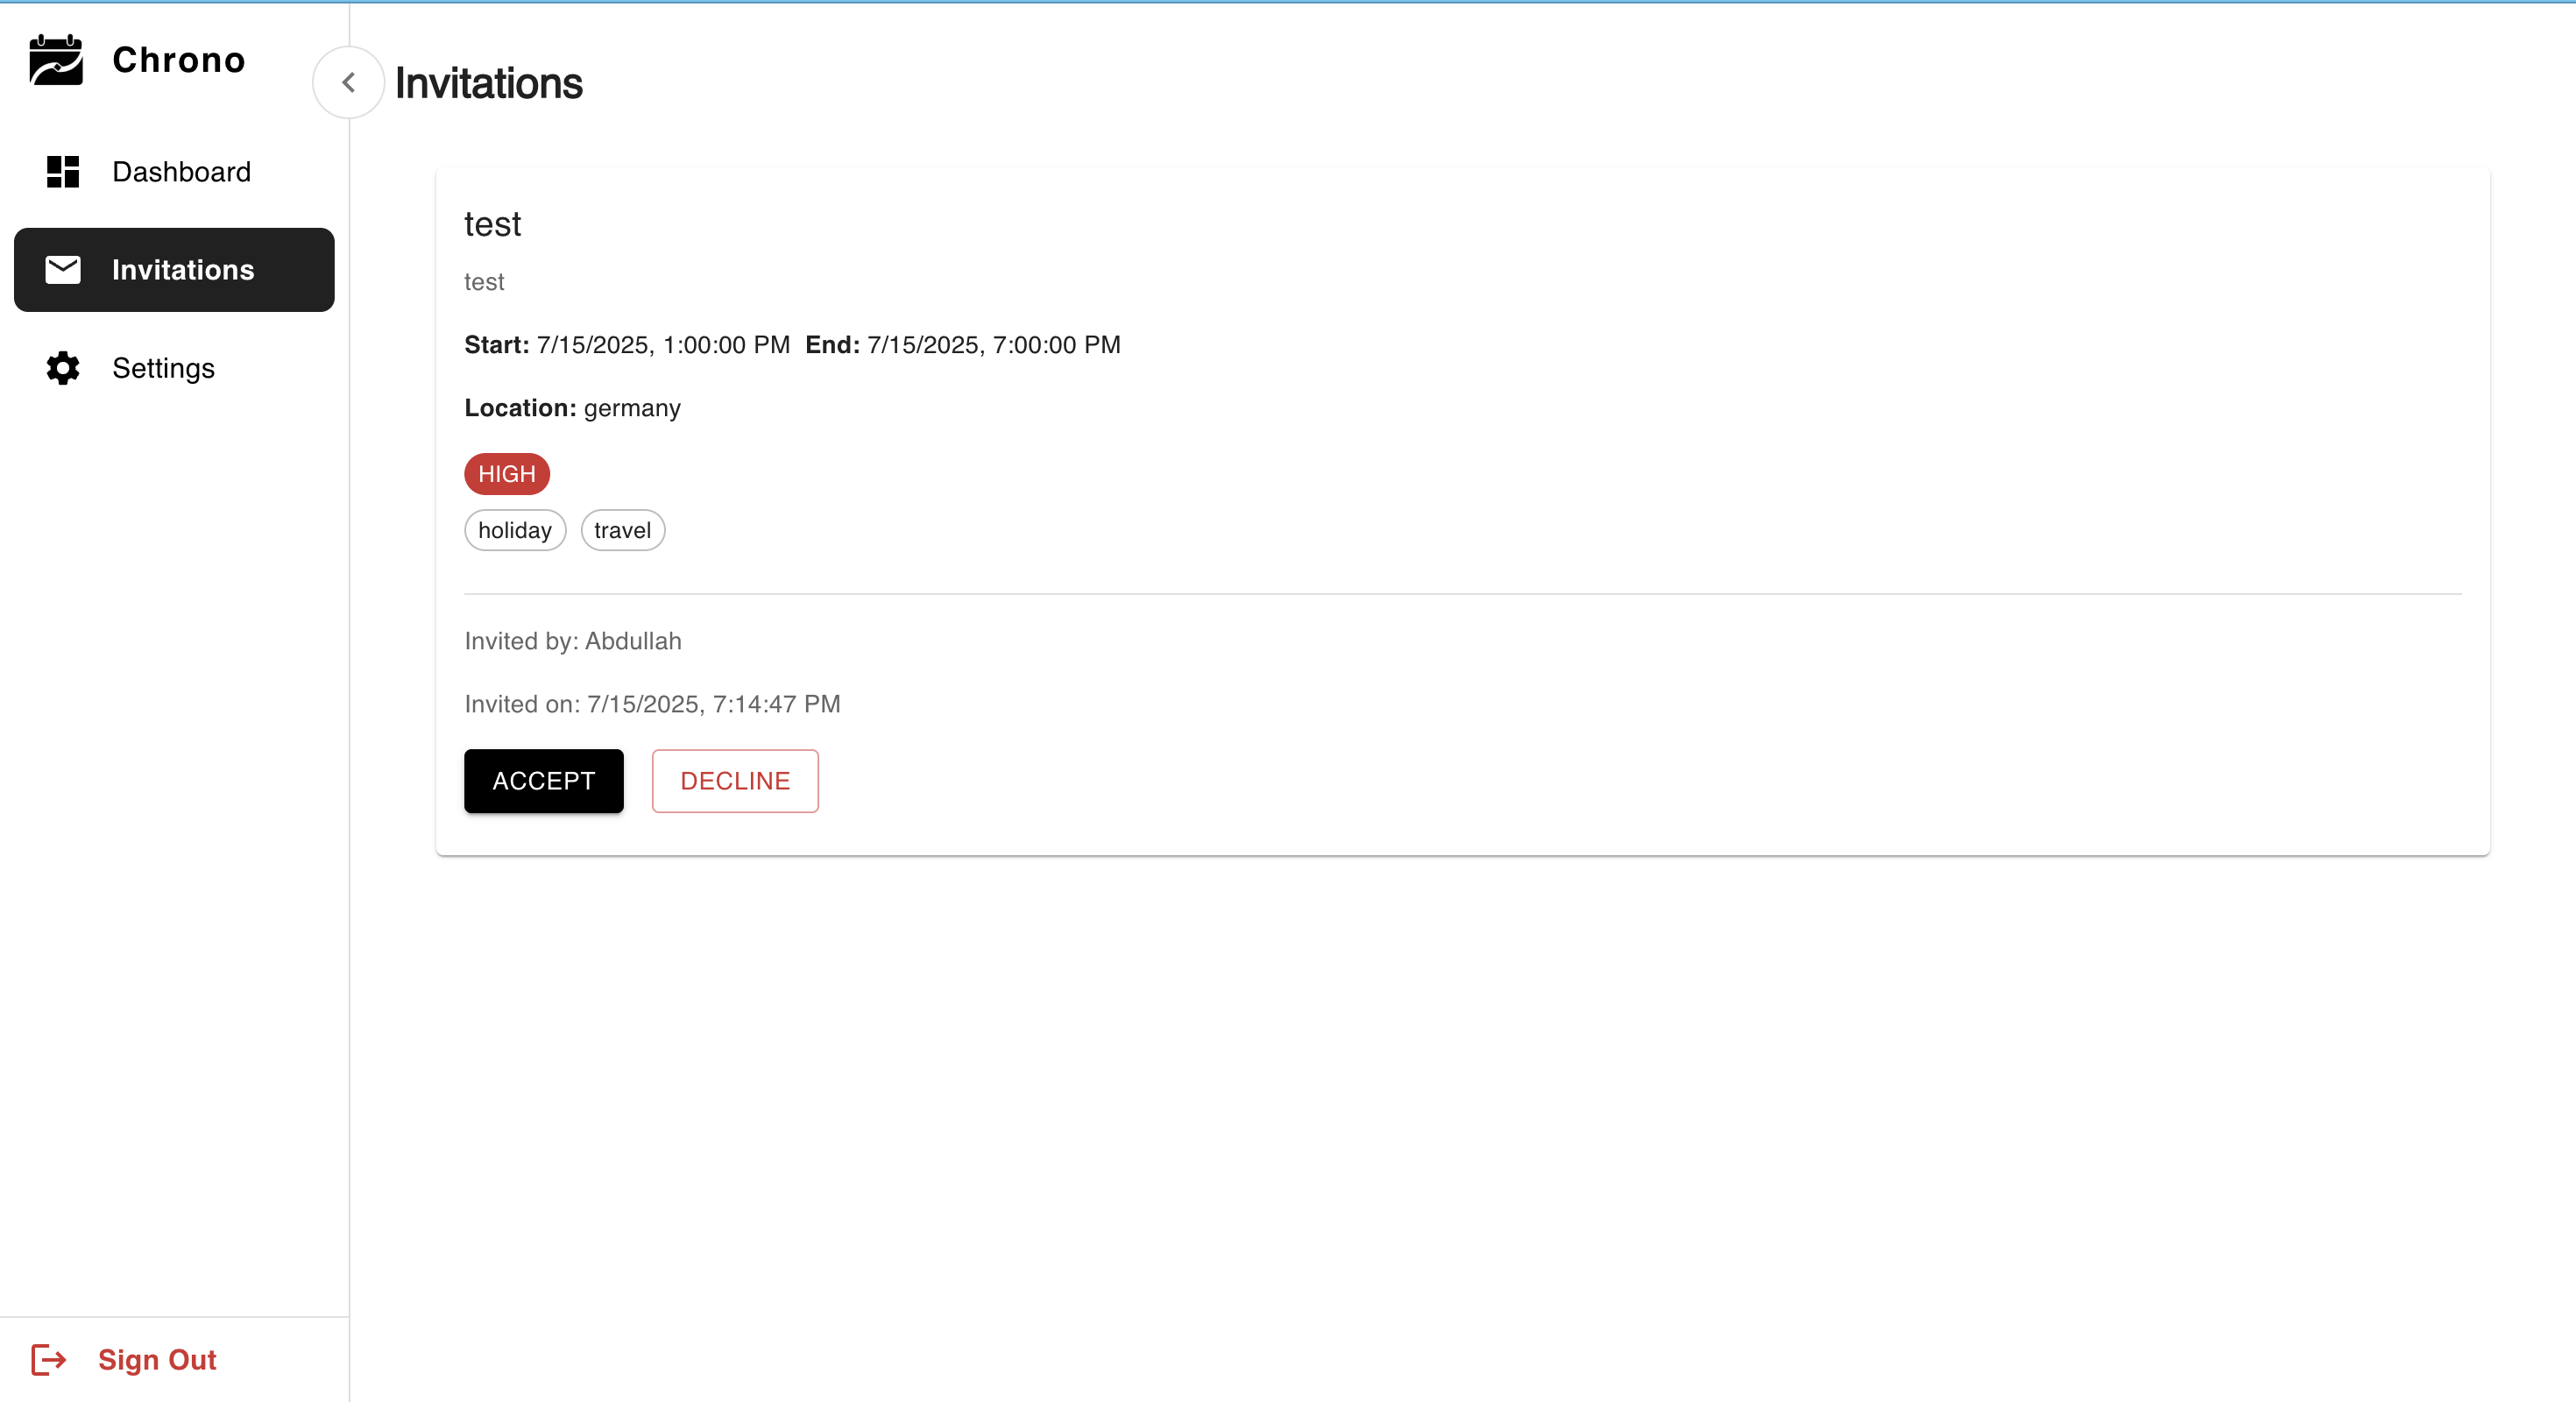 Chrono
Invitations
Dashboard
Invitations
Settings
test
test
Start: 7/15/2025, 1:00:00 PM End: 7/15/2025, 7:00:00 PM
Location: germany
HIGH
holiday travel
Invited by: Abdullah
Invited on: 7/15/2025, 7:14:47 PM
ACCEPT DECLINE
Sign Out